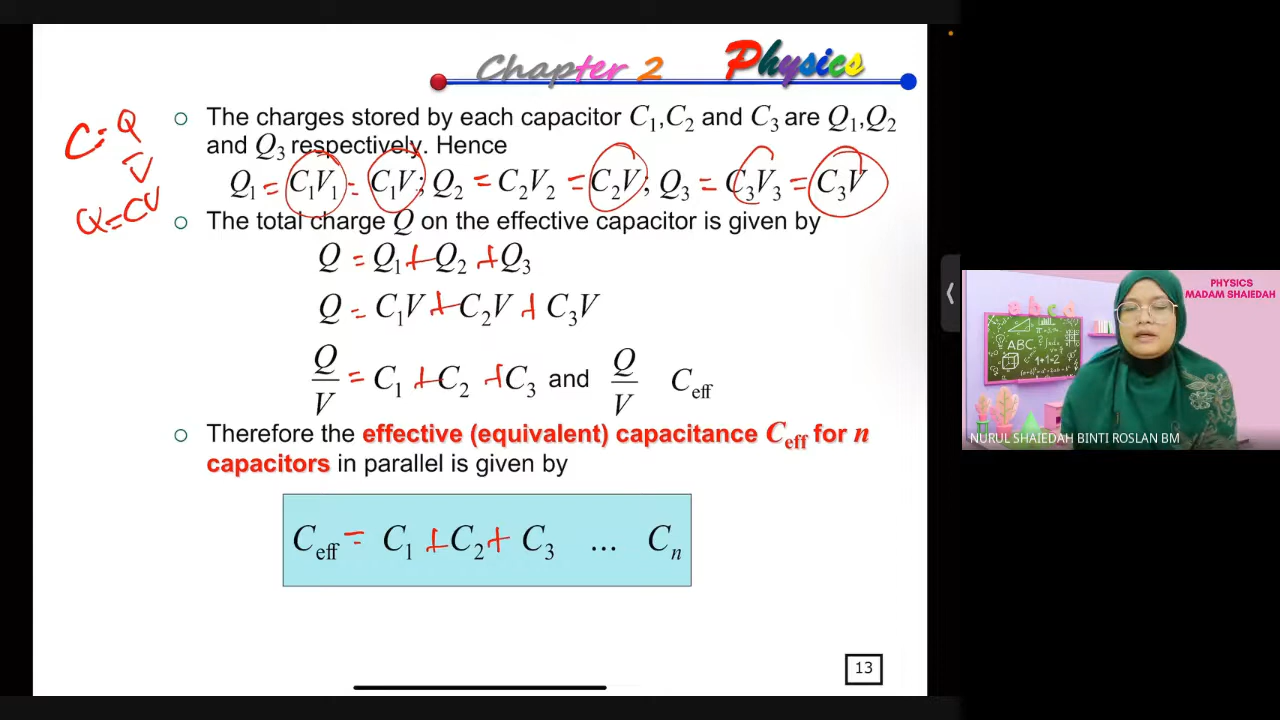 Chapter 2 Physics
The charges stored by each capacitor C₁,C₂ and C₃ are Q₁,Q₂
and Q₃ respectively. Hence
C = Q/V
Q = CV
Q₁ = C₁V₁ = C₁V; Q₂ = C₂V₂ = C₂V; Q₃ = C₃V₃ = C₃V
The total charge Q on the effective capacitor is given by
Q = Q₁ + Q₂ + Q₃
Q = C₁V + C₂V + C₃V
Q/V = C₁ + C₂ + C₃ and Q/V C_eff
Therefore the effective (equivalent) capacitance C_eff for n
capacitors in parallel is given by
C_eff = C₁ + C₂ + C₃ ... Cₙ
13
PHYSICS
MADAM SHAIEDAH
a b c d
ABC
1+1=2
NURUL SHAIEDAH BINTI ROSLAN BM